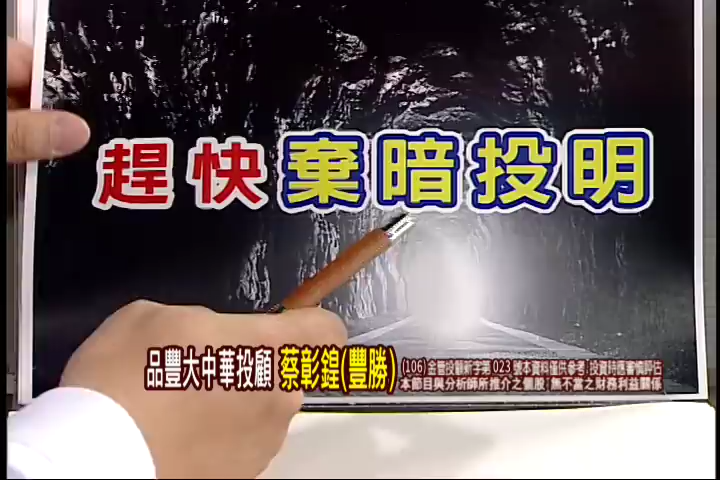 趕快棄暗投明
品豐大中華投顧 蔡彰鍠(豐勝)
(106)金管投顧新字第023號本資料僅供參考,投資時應審慎評估
本節目與分析師所推介之個股「無不當之財務利益關係